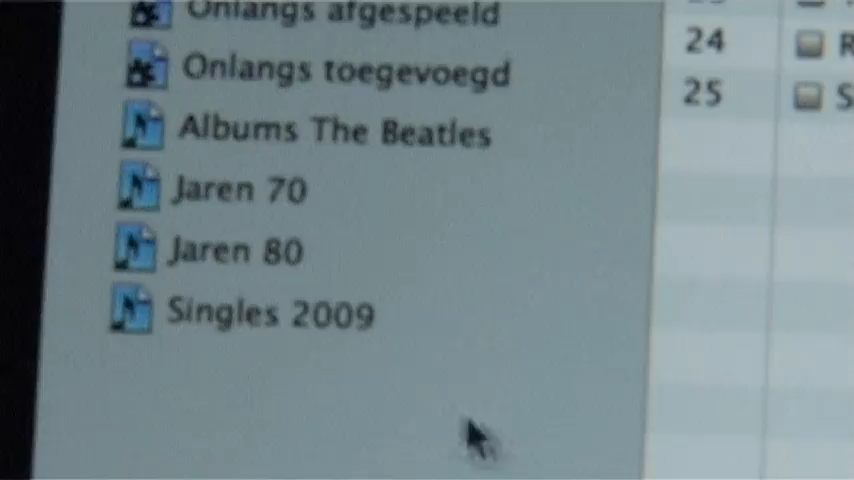 Onlangs afgespeeld
Onlangs toegevoegd
Albums The Beatles
Jaren 70
Jaren 80
Singles 2009
24 R
25 S